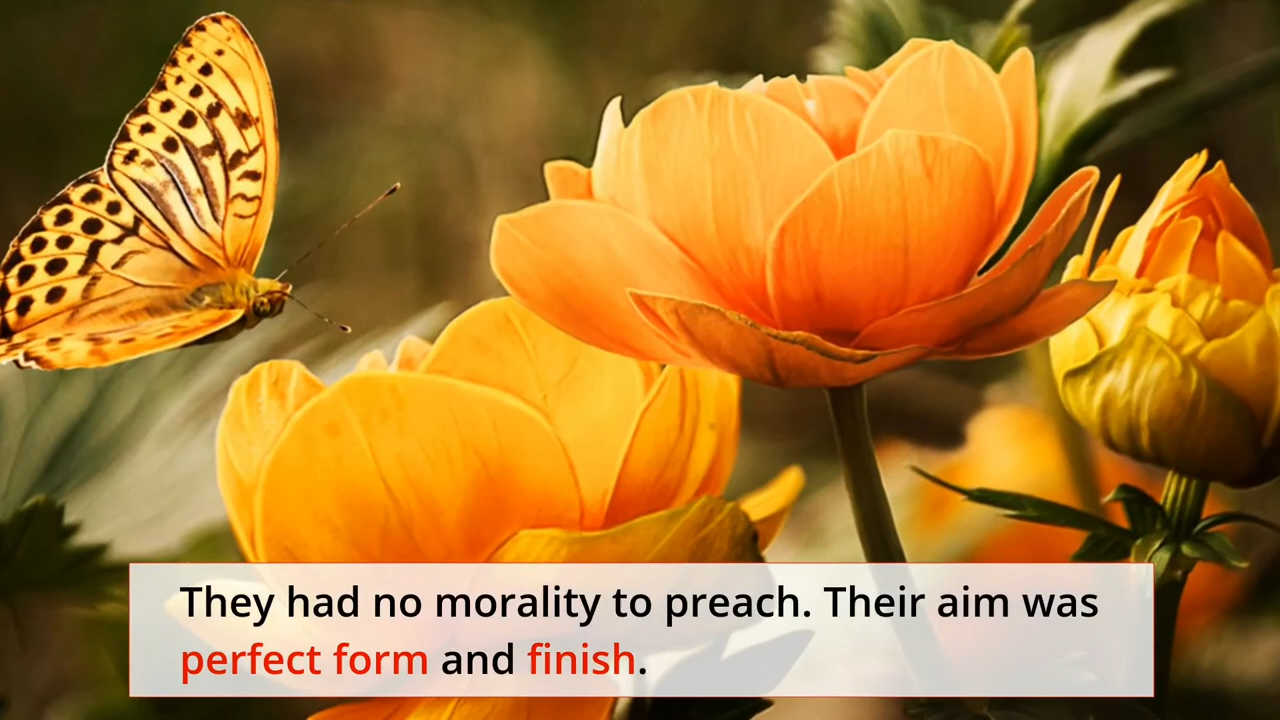 They had no morality to preach. Their aim was
perfect form and finish.